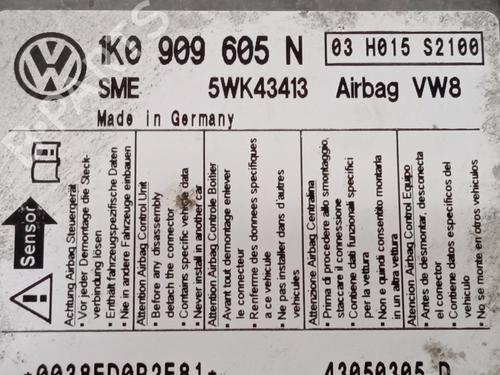 1K0 909 605 N
03 H015 S2100
SME
5WK43413
Airbag VW8
Made in Germany
Sensor
Achtung Airbag Steuergerät
• Vor jeder Demontage die Steck-
verbindung lösen
• Enthält fahrzeugspezifische Daten
• Nie in andere Fahrzeuge einbauen
Attention Airbag Control Unit
• Before any disassembly
detach the connector
• Contains specific vehicle data
• Never install in another car
Attention Airbag Controle Boitier
• Avant tout demontage enlever
le connecteur
• Renferme des donnees specifiques
a ce vehicule
• Ne pas installer dans d'autres
vehicules
Attenzione Airbag Centralina
• Prima di procedere allo smontaggio,
staccare il connessione
• Contiene dati funzionali specifici
per la vettura
• Non a quindi consentito montarla
in un altra vettura
Atencion Airbag Control Equipo
• Antes de desmontar, desconecta
el conector
• Contiene datos especificos del
vehiculo
• No montar en otros vehiculos